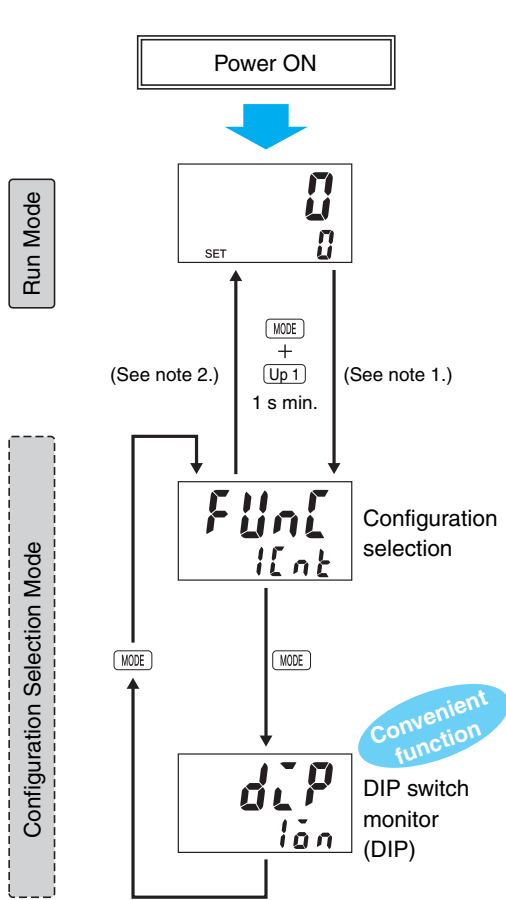 Power ON
Run Mode
0
SET 0
MODE
+
Up 1
1 s min.
(See note 2.)
(See note 1.)
Configuration Selection Mode
FUnC
1Cnt
Configuration
selection
MODE
MODE
Convenient
function
diP
1on
DIP switch
monitor
(DIP)